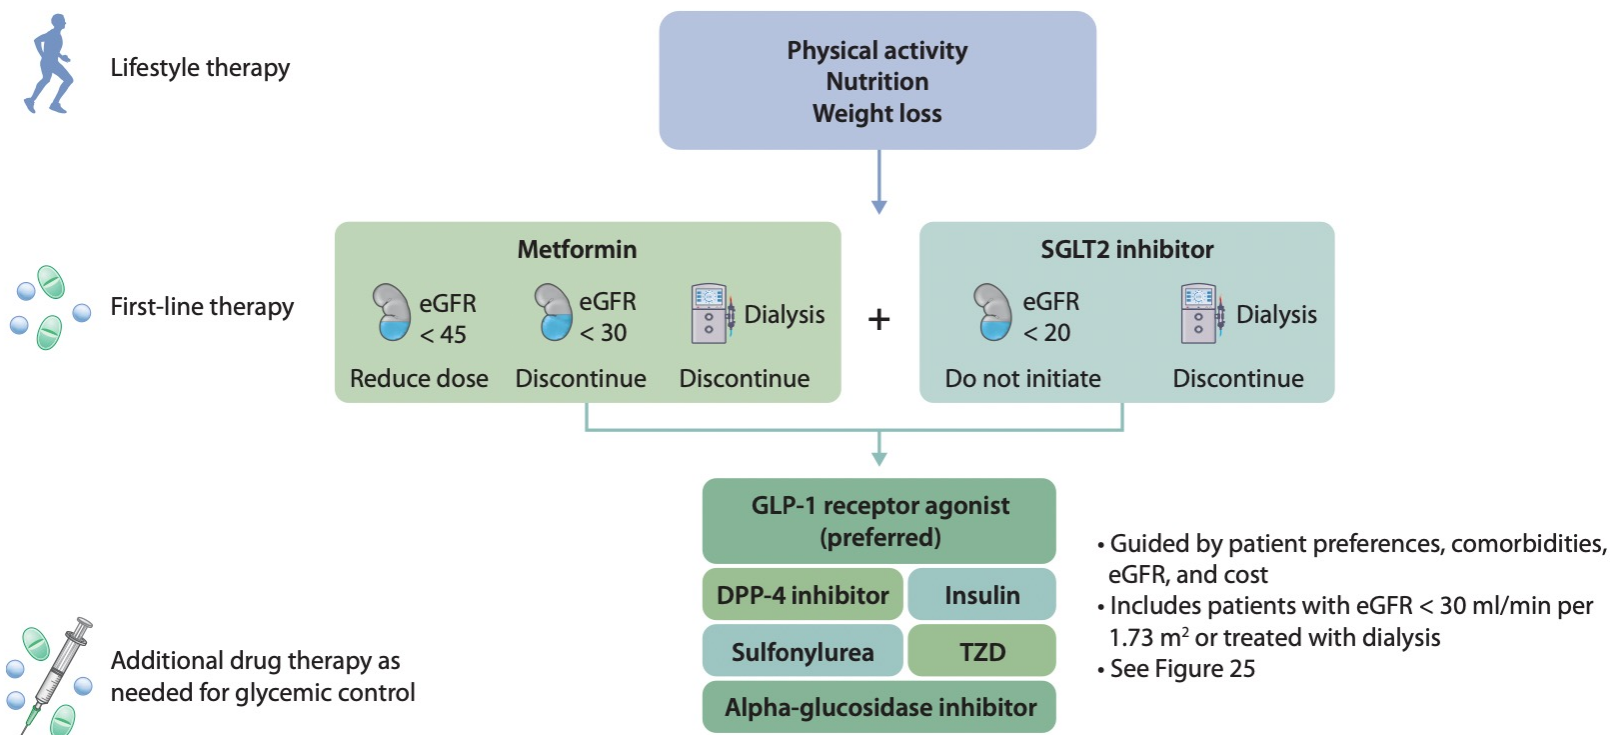 Lifestyle therapy
Physical activity
Nutrition
Weight loss
First-line therapy
Metformin
eGFR
< 45
Reduce dose
eGFR
< 30
Discontinue
Dialysis
Discontinue
+
SGLT2 inhibitor
eGFR
< 20
Do not initiate
Dialysis
Discontinue
Additional drug therapy as
needed for glycemic control
GLP-1 receptor agonist
(preferred)
DPP-4 inhibitor
Insulin
Sulfonylurea
TZD
Alpha-glucosidase inhibitor
• Guided by patient preferences, comorbidities,
eGFR, and cost
• Includes patients with eGFR < 30 ml/min per
1.73 m² or treated with dialysis
• See Figure 25